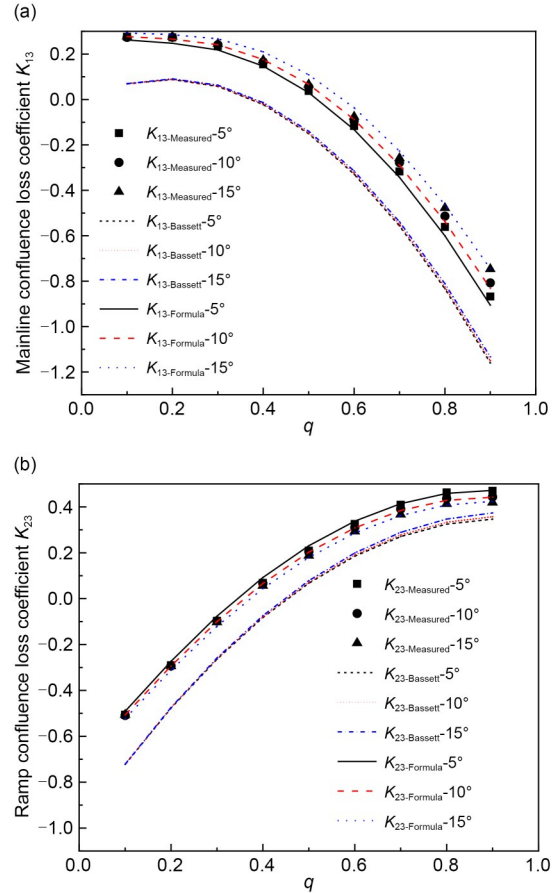 (a)
Mainline confluence loss coefficient K13
0.2
0.0
−0.2
−0.4
−0.6
−0.8
−1.0
−1.2
K13-Measured-5°
K13-Measured-10°
K13-Measured-15°
K13-Bassett-5°
K13-Bassett-10°
K13-Bassett-15°
K13-Formula-5°
K13-Formula-10°
K13-Formula-15°
0.0 0.2 0.4 0.6 0.8 1.0
q
(b)
Ramp confluence loss coefficient K23
0.4
0.2
0.0
−0.2
−0.4
−0.6
−0.8
−1.0
K23-Measured-5°
K23-Measured-10°
K23-Measured-15°
K23-Bassett-5°
K23-Bassett-10°
K23-Bassett-15°
K23-Formula-5°
K23-Formula-10°
K23-Formula-15°
0.0 0.2 0.4 0.6 0.8 1.0
q